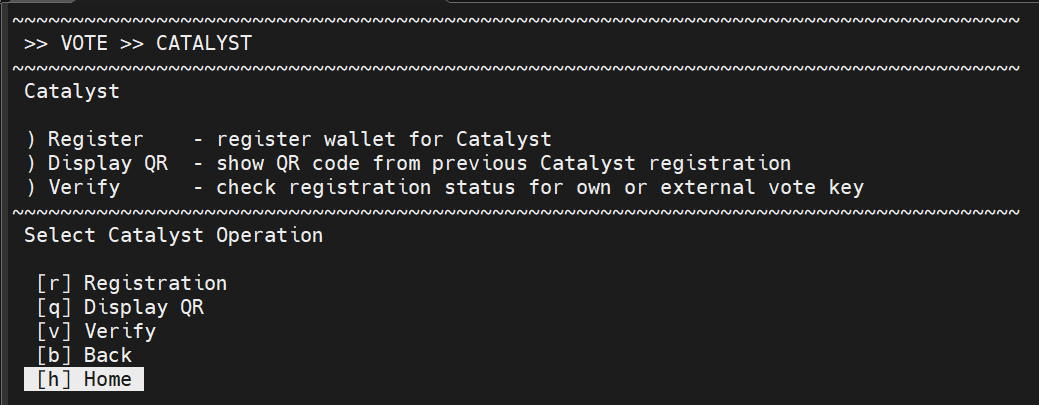 ~~~~~~~~~~~~~~~~~~~~~~~~~~~~~~~~~~~~~~~~~~~~~~~~~~~~~~~~~~~~~~~~~~~~~~~~~~~~~~~~~~~~
>> VOTE >> CATALYST
~~~~~~~~~~~~~~~~~~~~~~~~~~~~~~~~~~~~~~~~~~~~~~~~~~~~~~~~~~~~~~~~~~~~~~~~~~~~~~~~~~~~
Catalyst
) Register    - register wallet for Catalyst
) Display QR  - show QR code from previous Catalyst registration
) Verify      - check registration status for own or external vote key
~~~~~~~~~~~~~~~~~~~~~~~~~~~~~~~~~~~~~~~~~~~~~~~~~~~~~~~~~~~~~~~~~~~~~~~~~~~~~~~~~~~~
Select Catalyst Operation
[r] Registration
[q] Display QR
[v] Verify
[b] Back
[h] Home